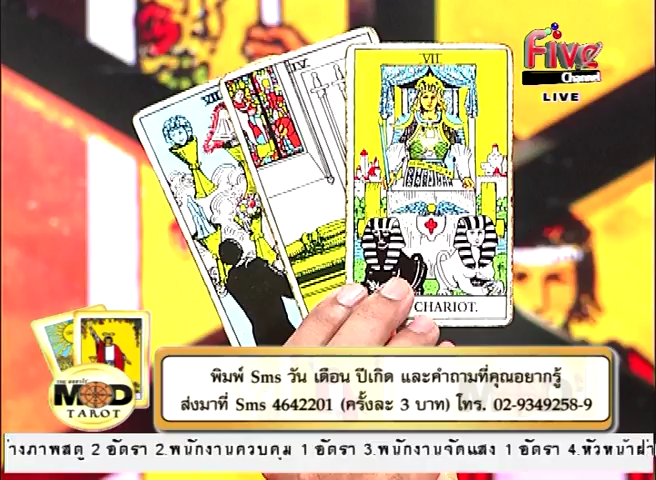 Five
Channel
LIVE
VII
IV
VII
CHARIOT.
MOD
TAROT
พิมพ์ Sms วัน เดือน ปีเกิด และคำถามที่คุณอยากรู้
ส่งมาที่ Sms 4642201 (ครั้งละ 3 บาท) โทร. 02-9349258-9
างภาพสตู 2 อัตรา 2.พนักงานควบคุม 1 อัตรา 3.พนักงานจัดแสง 1 อัตรา 4.หัวหน้าฝ่า